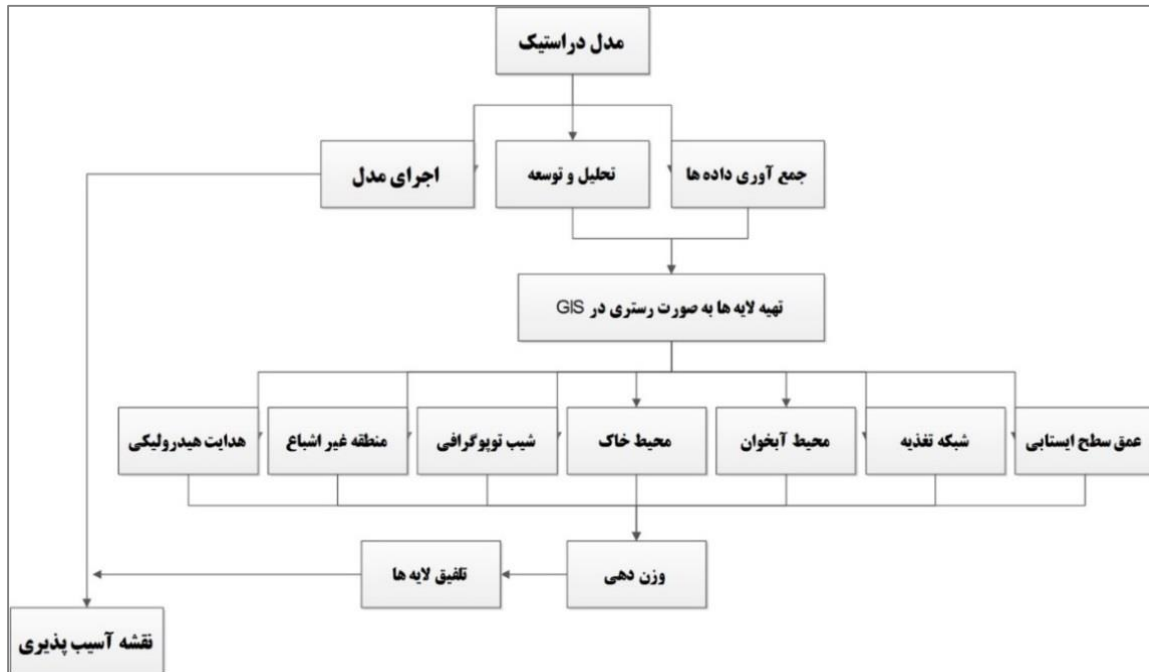 مدل دراستیک
جمع آوری داده ها
تحلیل و توسعه
اجرای مدل
تهیه لایه ها به صورت رستری در GIS
عمق سطح ایستابی
شبکه تغذیه
محیط آبخوان
محیط خاک
شیب توپوگرافی
منطقه غیر اشباع
هدایت هیدرولیکی
وزن دهی
تلفیق لایه ها
نقشه آسیب پذیری